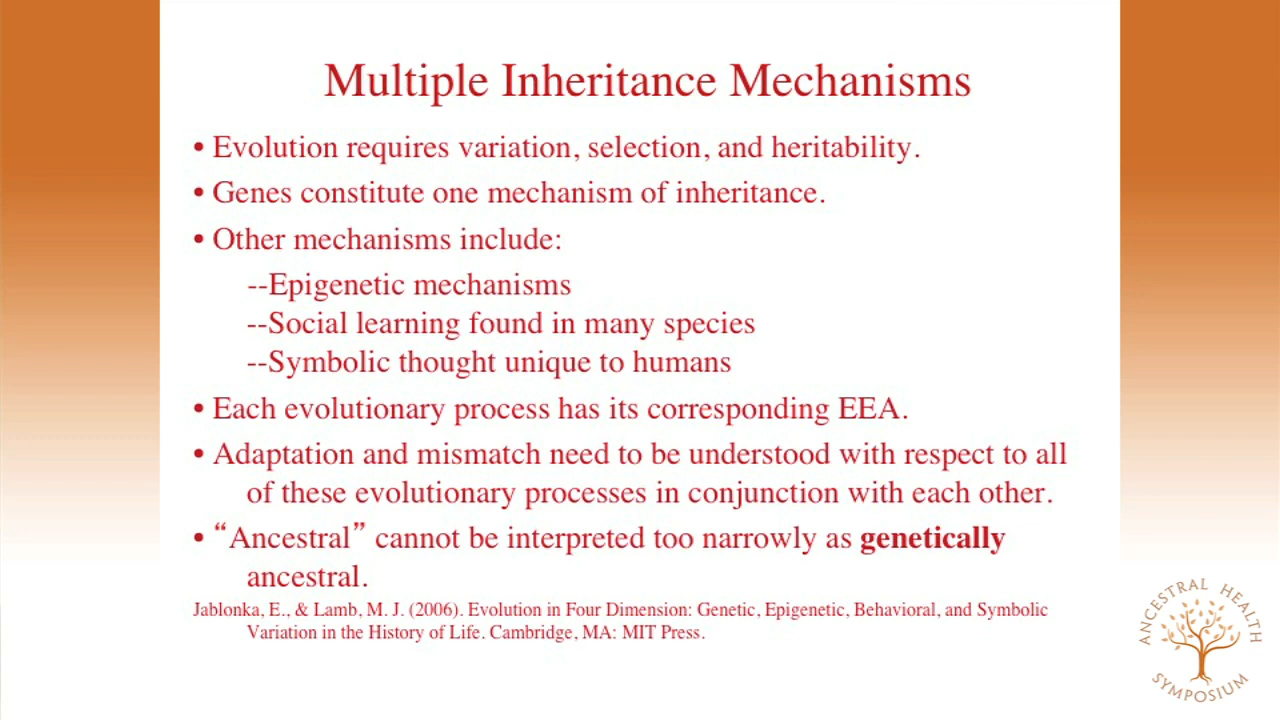 Multiple Inheritance Mechanisms
• Evolution requires variation, selection, and heritability.
• Genes constitute one mechanism of inheritance.
• Other mechanisms include:
--Epigenetic mechanisms
--Social learning found in many species
--Symbolic thought unique to humans
• Each evolutionary process has its corresponding EEA.
• Adaptation and mismatch need to be understood with respect to all
of these evolutionary processes in conjunction with each other.
• “Ancestral” cannot be interpreted too narrowly as genetically
ancestral.
Jablonka, E., & Lamb, M. J. (2006). Evolution in Four Dimension: Genetic, Epigenetic, Behavioral, and Symbolic
Variation in the History of Life. Cambridge, MA: MIT Press.
ANCESTRAL HEALTH
SYMPOSIUM